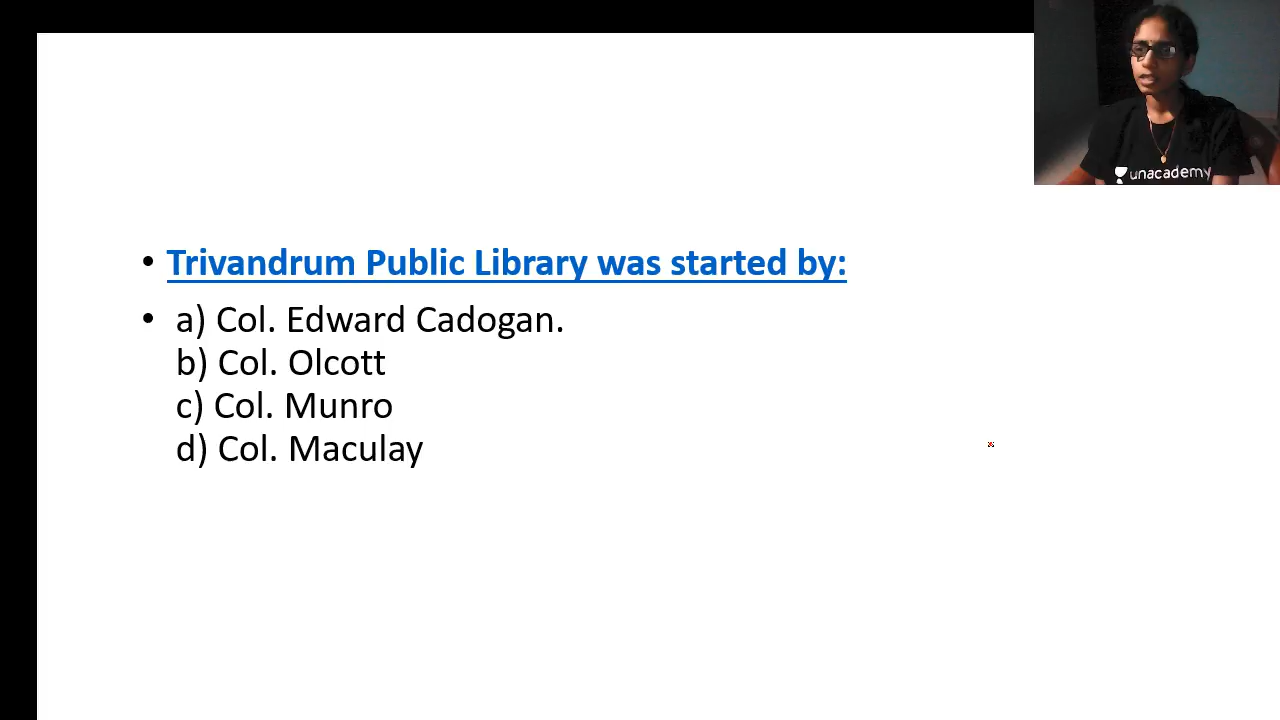 unacademy
• Trivandrum Public Library was started by:
• a) Col. Edward Cadogan.
b) Col. Olcott
c) Col. Munro
d) Col. Maculay